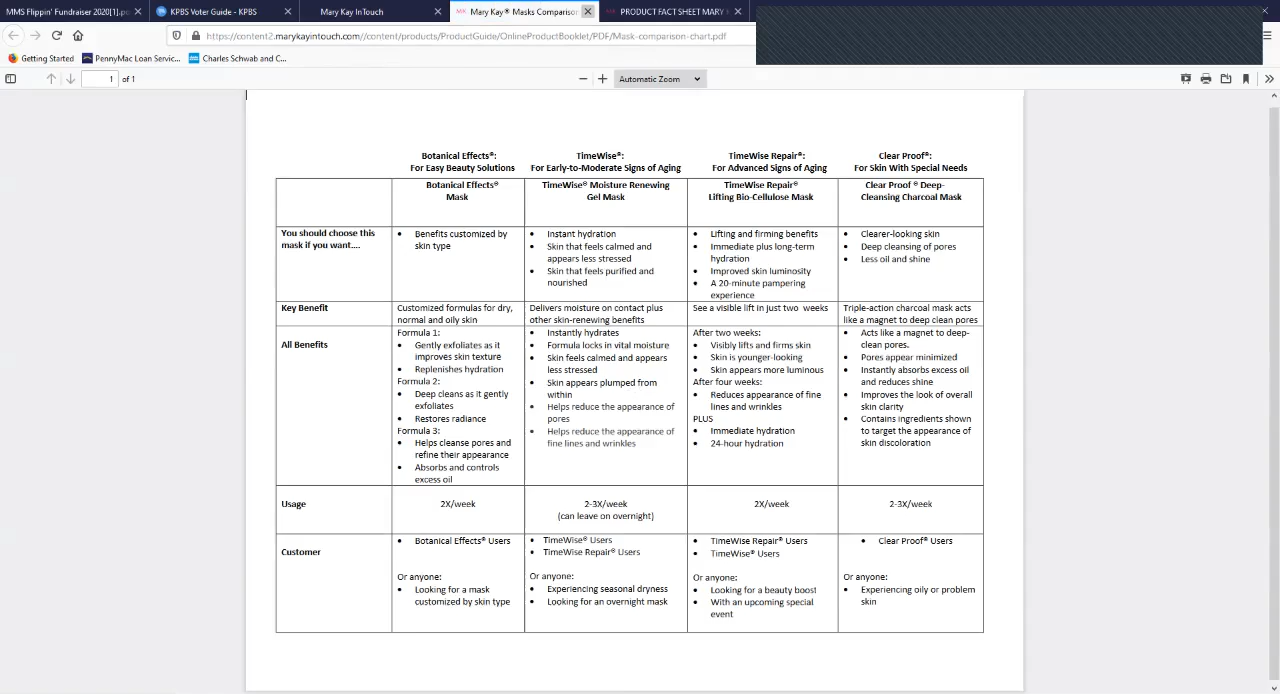 MMS Flippin' Fundraiser 2020[1].p
KPBS Voter Guide - KPBS
Mary Kay InTouch
Mary Kay® Masks Comparison
PRODUCT FACT SHEET MARY
https://content2.marykayintouch.com//content/products/ProductGuide/OnlineProductBooklet/PDF/Mask-comparison-chart.pdf
Getting Started
PennyMac Loan Servic...
Charles Schwab and C...
1 of 1
Automatic Zoom
Botanical Effects®:
For Easy Beauty Solutions
TimeWise®:
For Early-to-Moderate Signs of Aging
TimeWise Repair®:
For Advanced Signs of Aging
Clear Proof®:
For Skin With Special Needs
Botanical Effects®
Mask
TimeWise® Moisture Renewing
Gel Mask
TimeWise Repair®
Lifting Bio-Cellulose Mask
Clear Proof ® Deep-
Cleansing Charcoal Mask
You should choose this
mask if you want....
• Benefits customized by
skin type
• Instant hydration
• Skin that feels calmed and
appears less stressed
• Skin that feels purified and
nourished
• Lifting and firming benefits
• Immediate plus long-term
hydration
• Improved skin luminosity
• A 20-minute pampering
experience
• Clearer-looking skin
• Deep cleansing of pores
• Less oil and shine
Key Benefit
Customized formulas for dry,
normal and oily skin
Delivers moisture on contact plus
other skin-renewing benefits
See a visible lift in just two weeks
Triple-action charcoal mask acts
like a magnet to deep clean pores
All Benefits
Formula 1:
• Gently exfoliates as it
improves skin texture
• Replenishes hydration
Formula 2:
• Deep cleans as it gently
exfoliates
• Restores radiance
Formula 3:
• Helps cleanse pores and
refine their appearance
• Absorbs and controls
excess oil
• Instantly hydrates
• Formula locks in vital moisture
• Skin feels calmed and appears
less stressed
• Skin appears plumped from
within
• Helps reduce the appearance of
pores
• Helps reduce the appearance of
fine lines and wrinkles
After two weeks:
• Visibly lifts and firms skin
• Skin is younger-looking
• Skin appears more luminous
After four weeks:
• Reduces appearance of fine
lines and wrinkles
PLUS
• Immediate hydration
• 24-hour hydration
• Acts like a magnet to deep-
clean pores.
• Pores appear minimized
• Instantly absorbs excess oil
and reduces shine
• Improves the look of overall
skin clarity
• Contains ingredients shown
to target the appearance of
skin discoloration
Usage
2X/week
2-3X/week
(can leave on overnight)
2X/week
2-3X/week
Customer
• Botanical Effects® Users
Or anyone:
• Looking for a mask
customized by skin type
• TimeWise® Users
• TimeWise Repair® Users
Or anyone:
• Experiencing seasonal dryness
• Looking for an overnight mask
• TimeWise Repair® Users
• TimeWise® Users
Or anyone:
• Looking for a beauty boost
• With an upcoming special
event
• Clear Proof® Users
Or anyone:
• Experiencing oily or problem
skin